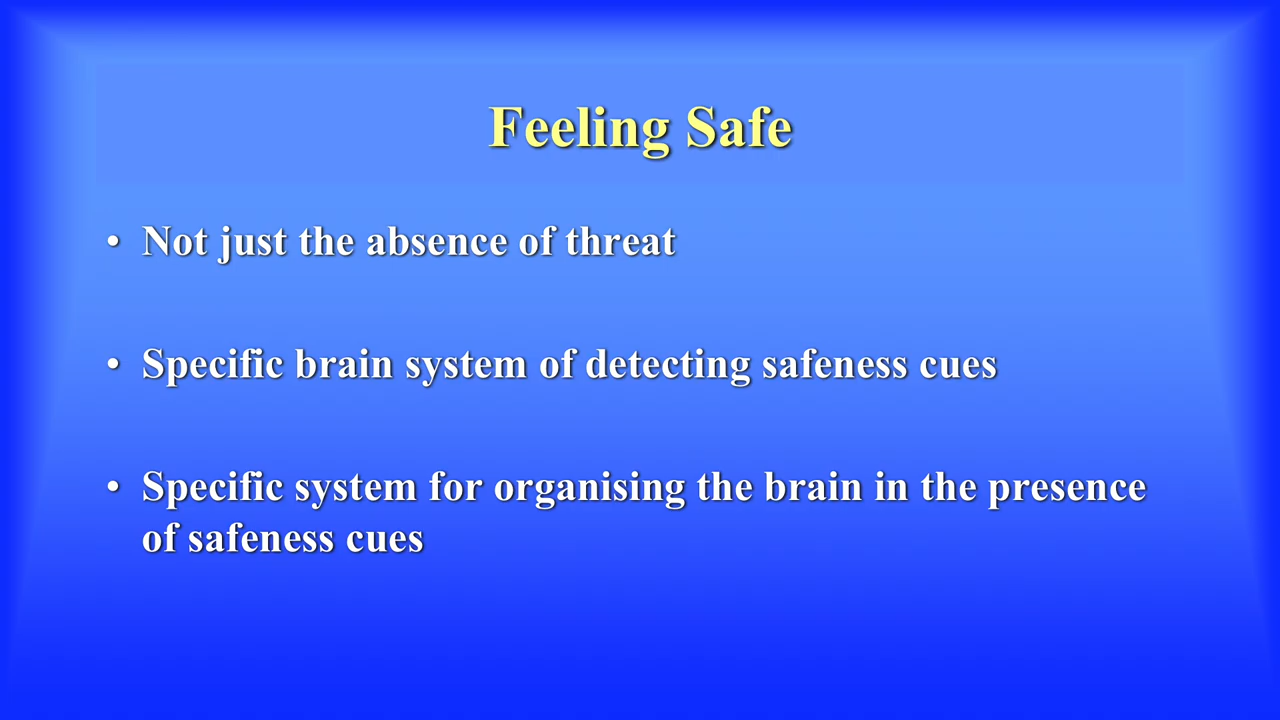 Feeling Safe
• Not just the absence of threat
• Specific brain system of detecting safeness cues
• Specific system for organising the brain in the presence
of safeness cues